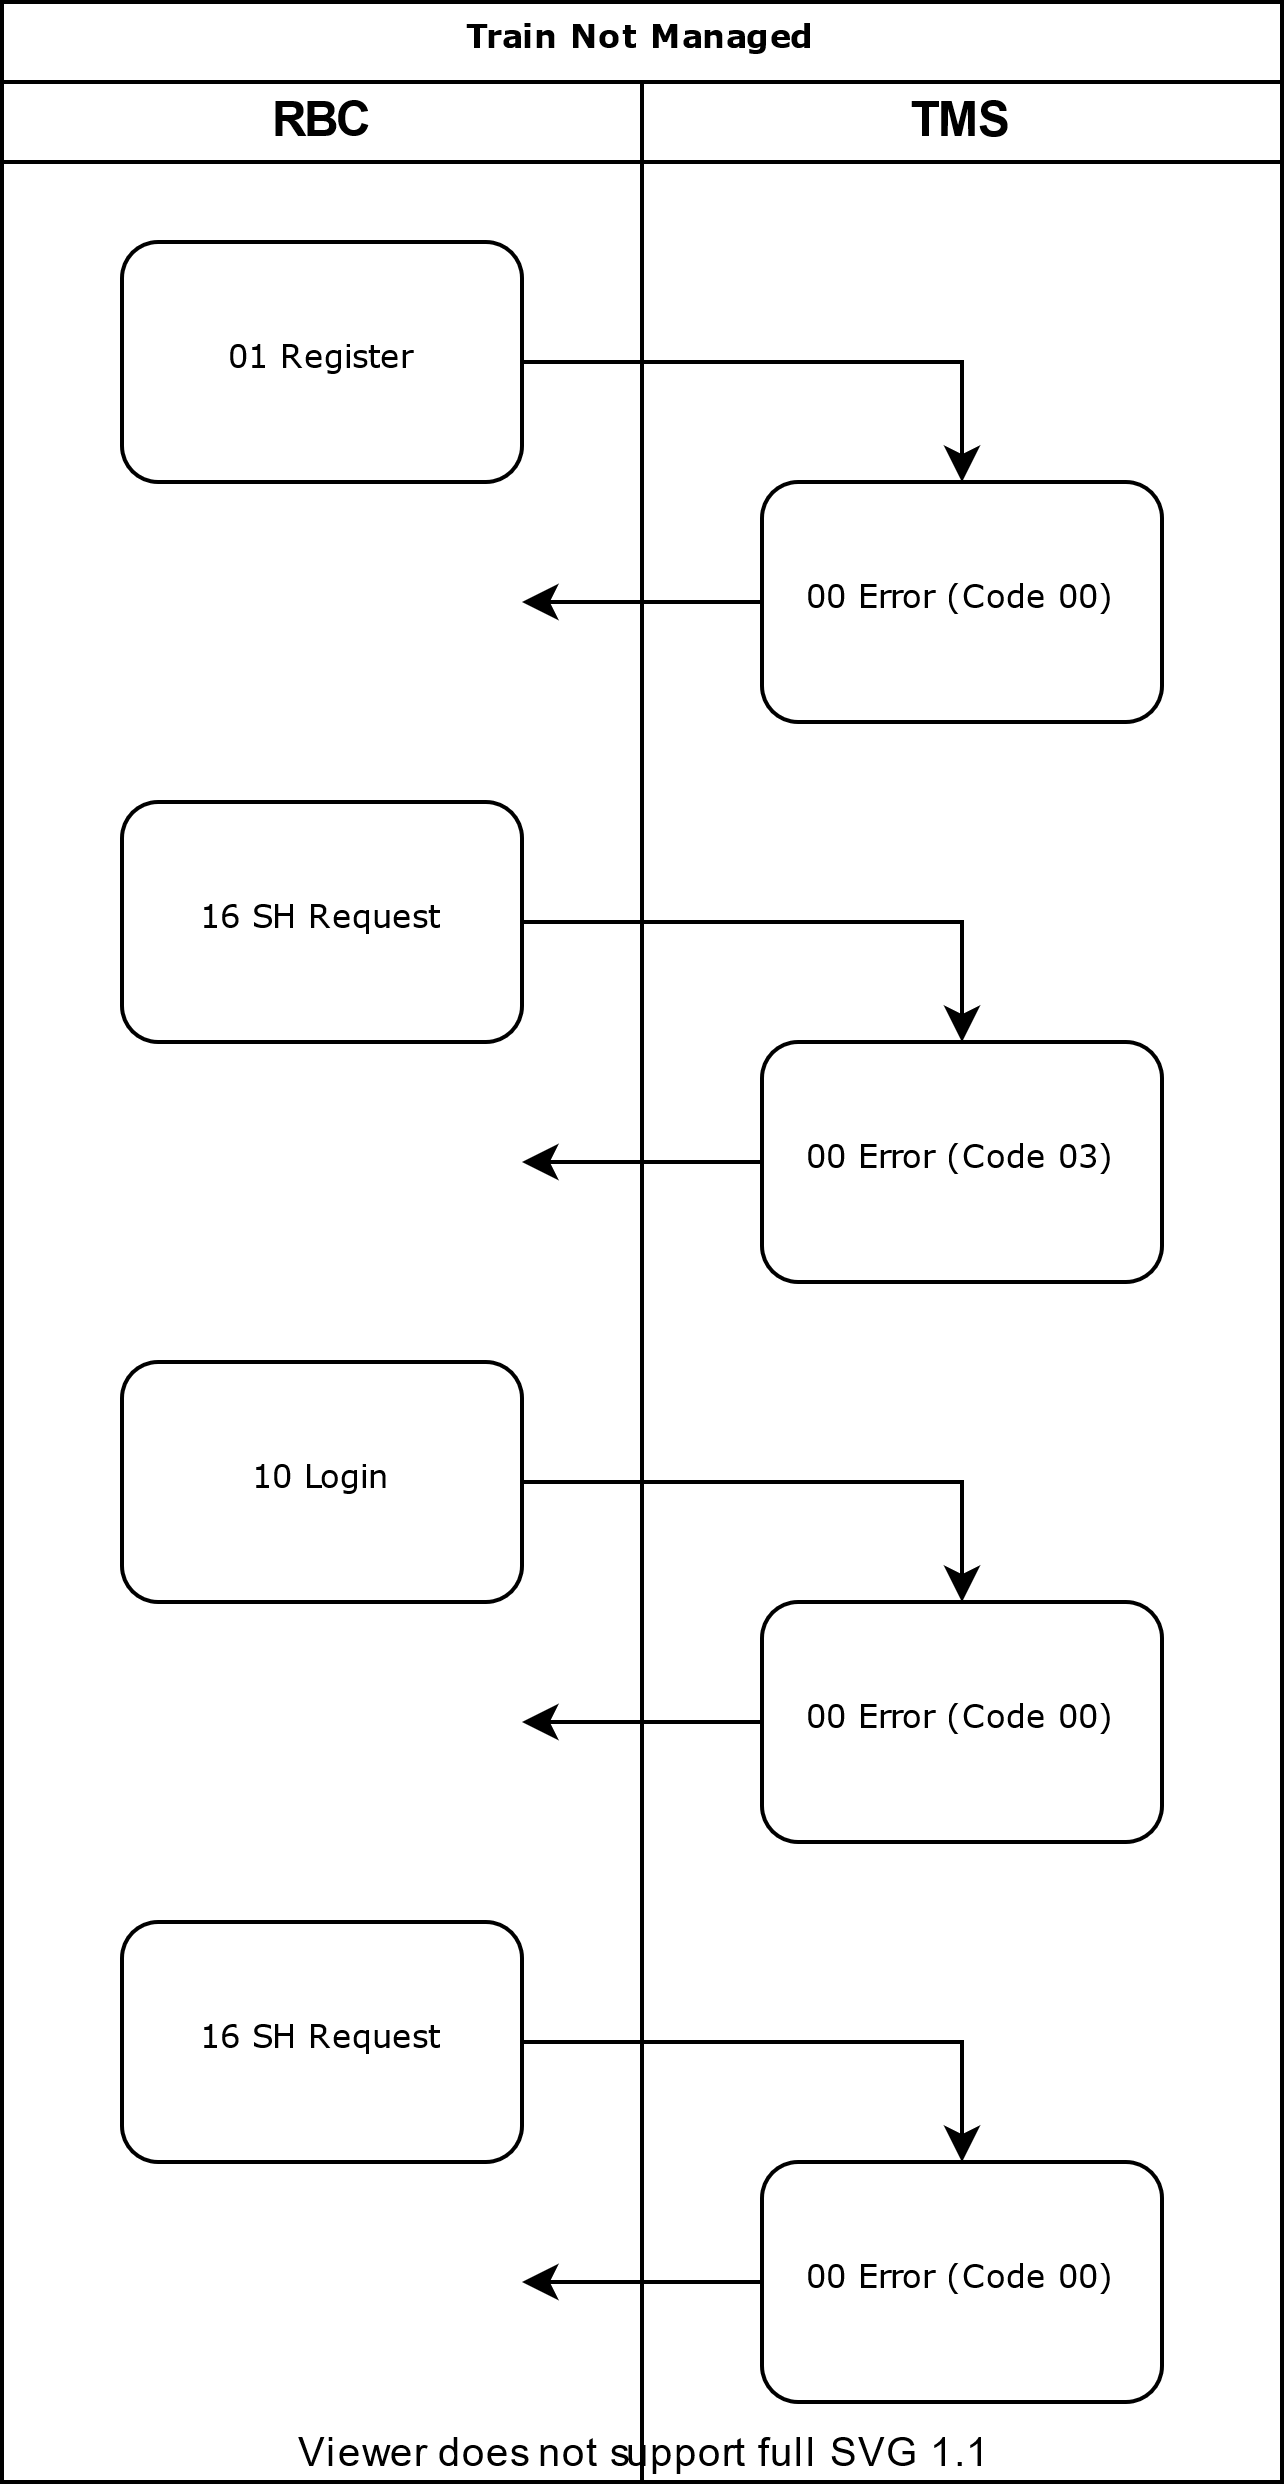 Train Not Managed
RBC
TMS
01 Register
00 Error (Code 00)
16 SH Request
00 Error (Code 03)
10 Login
00 Error (Code 00)
16 SH Request
00 Error (Code 00)
Viewer does not support full SVG 1.1